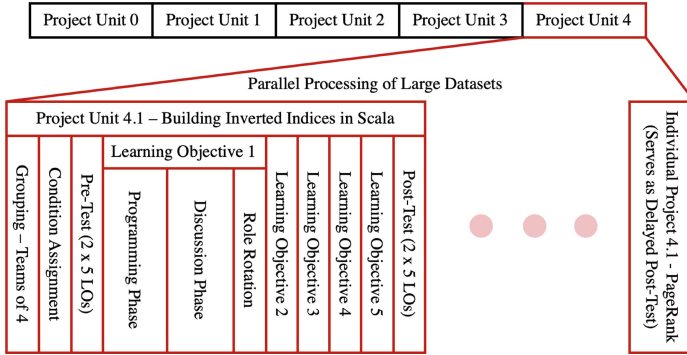 Project Unit 0
Project Unit 1
Project Unit 2
Project Unit 3
Project Unit 4
Parallel Processing of Large Datasets
Project Unit 4.1 – Building Inverted Indices in Scala
Grouping – Teams of 4
Condition Assignment
Pre-Test (2 x 5 LOs)
Learning Objective 1
Programming Phase
Discussion Phase
Role Rotation
Learning Objective 2
Learning Objective 3
Learning Objective 4
Learning Objective 5
Post-Test (2 x 5 LOs)
Individual Project 4.1 - PageRank
(Serves as Delayed Post-Test)